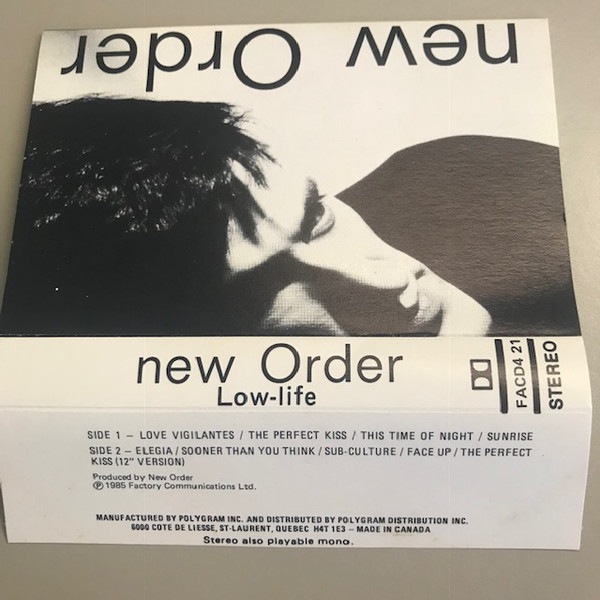 new Order
new Order
Low-life
FACD4 21
STEREO
SIDE 1 – LOVE VIGILANTES / THE PERFECT KISS / THIS TIME OF NIGHT / SUNRISE
SIDE 2 – ELEGIA / SOONER THAN YOU THINK / SUB-CULTURE / FACE UP / THE PERFECT
KISS (12" VERSION)
Produced by New Order
℗ 1985 Factory Communications Ltd.
MANUFACTURED BY POLYGRAM INC. AND DISTRIBUTED BY POLYGRAM DISTRIBUTION INC.
6000 COTE DE LIESSE, ST-LAURENT, QUEBEC H4T 1E3 – MADE IN CANADA
Stereo also playable mono.